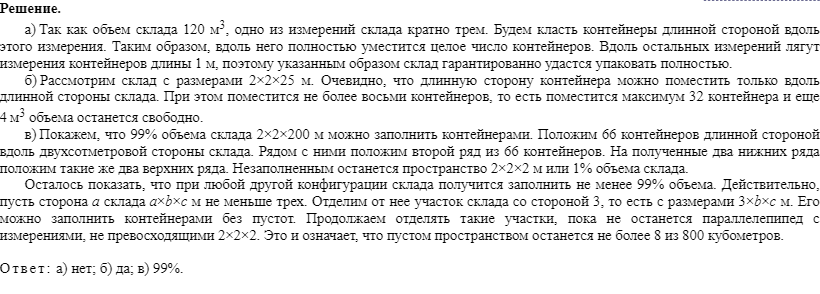 Решение.
а) Так как объем склада 120 м³, одно из измерений склада кратно трем. Будем класть контейнеры длинной стороной вдоль
этого измерения. Таким образом, вдоль него полностью уместится целое число контейнеров. Вдоль остальных измерений лягут
измерения контейнеров длины 1 м, поэтому указанным образом склад гарантированно удастся упаковать полностью.
б) Рассмотрим склад с размерами 2×2×25 м. Очевидно, что длинную сторону контейнера можно поместить только вдоль
длинной стороны склада. При этом поместится не более восьми контейнеров, то есть поместится максимум 32 контейнера и еще
4 м³ объема останется свободно.
в) Покажем, что 99% объема склада 2×2×200 м можно заполнить контейнерами. Положим 66 контейнеров длинной стороной
вдоль двухсотметровой стороны склада. Рядом с ними положим второй ряд из 66 контейнеров. На полученные два нижних ряда
положим такие же два верхних ряда. Незаполненным останется пространство 2×2×2 м или 1% объема склада.
Осталось показать, что при любой другой конфигурации склада получится заполнить не менее 99% объема. Действительно,
пусть сторона a склада a×b×c м не меньше трех. Отделим от нее участок склада со стороной 3, то есть с размерами 3×b×c м. Его
можно заполнить контейнерами без пустот. Продолжаем отделять такие участки, пока не останется параллелепипед с
измерениями, не превосходящими 2×2×2. Это и означает, что пустом пространством останется не более 8 из 800 кубометров.
Ответ: а) нет; б) да; в) 99%.